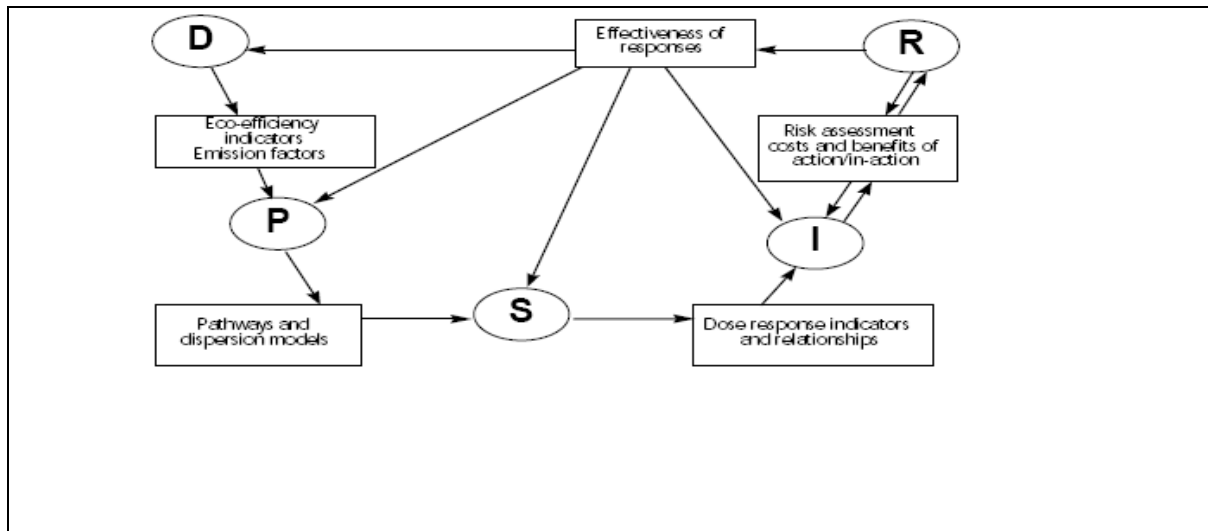 D
Effectiveness of
responses
R
Eco-efficiency
indicators
Emission factors
Risk assessment
costs and benefits of
action/in-action
P
I
S
Pathways and
dispersion models
Dose response indicators
and relationships